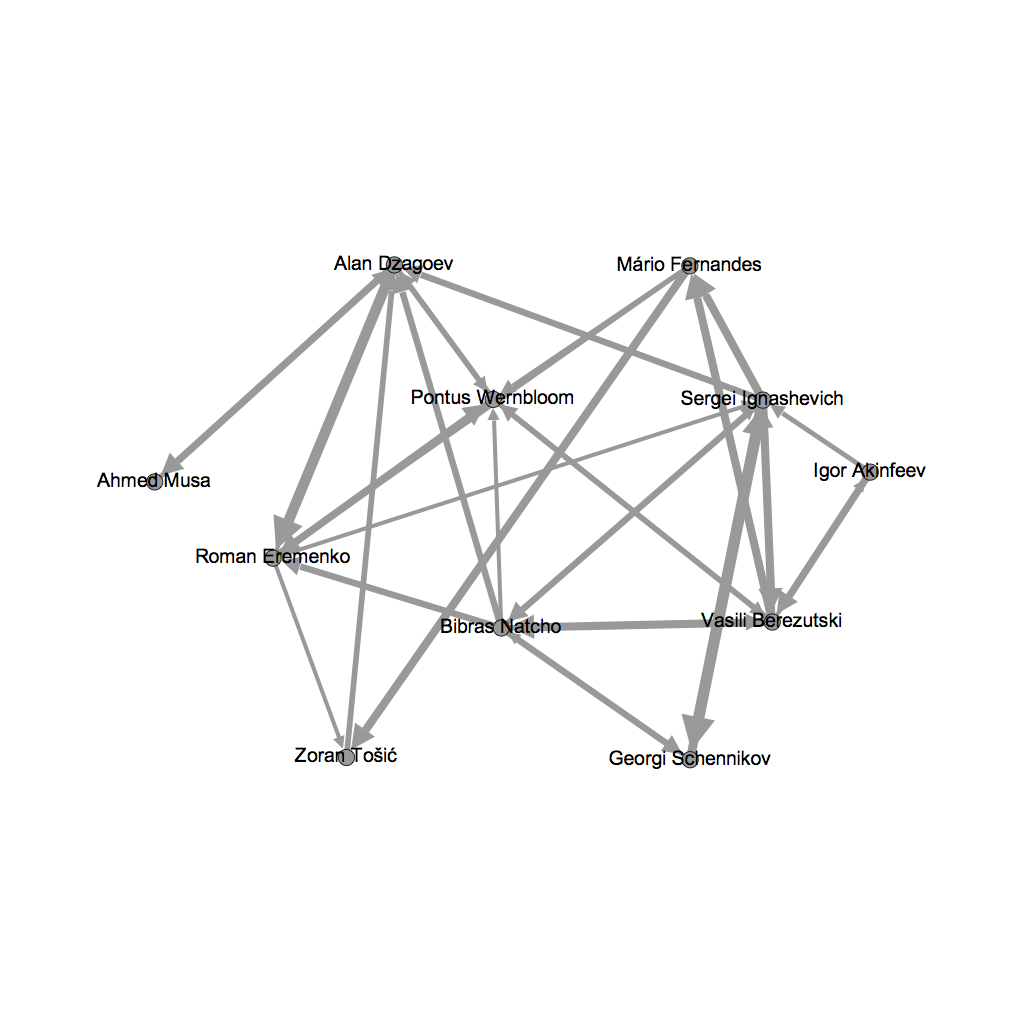 Alan Dzagoev
Mário Fernandes
Pontus Wernbloom
Sergei Ignashevich
Igor Akinfeev
Ahmed Musa
Roman Eremenko
Bibras Natcho
Vasili Berezutski
Zoran Tošić
Georgi Schennikov